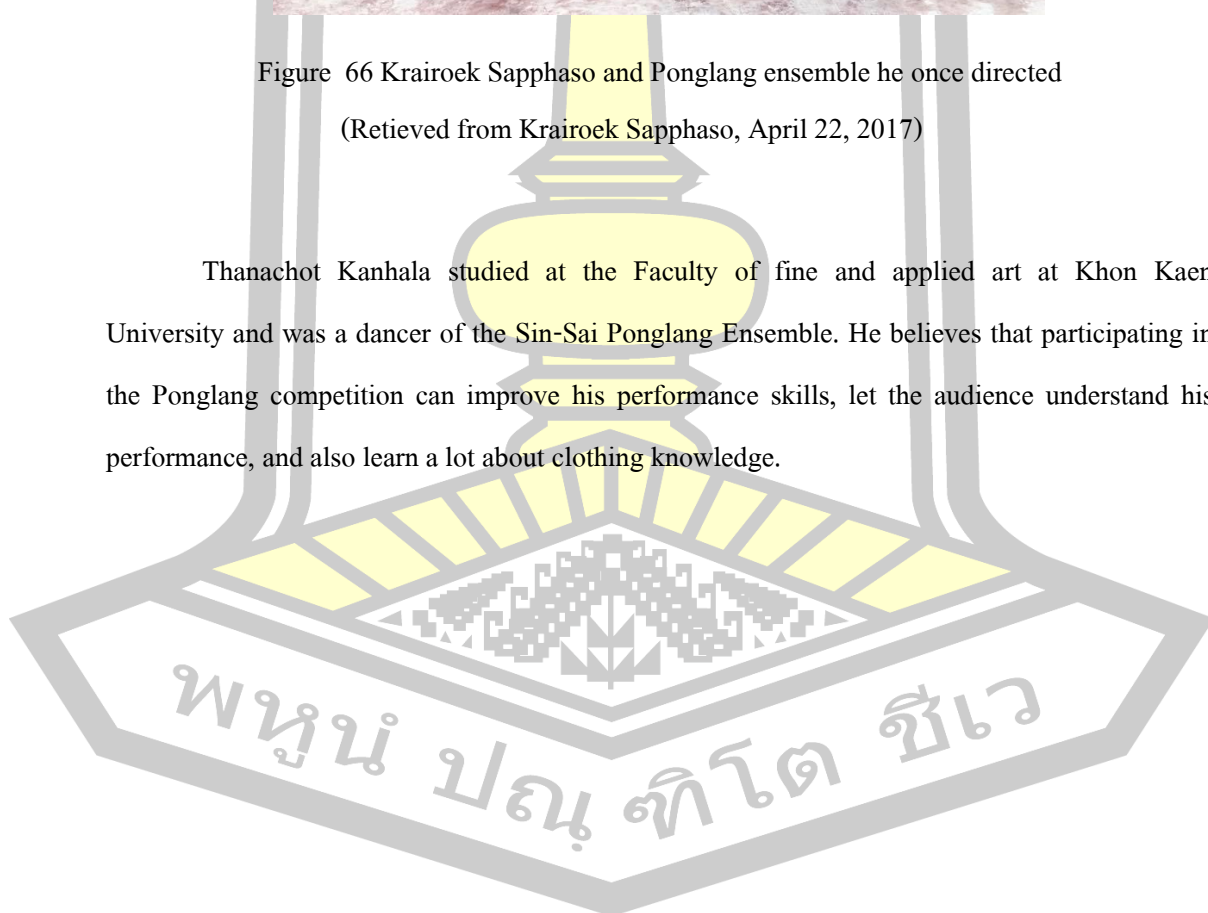 Figure 66 Krairoek Sapphaso and Ponglang ensemble he once directed
(Retieved from Krairoek Sapphaso, April 22, 2017)
Thanachot Kanhala studied at the Faculty of fine and applied art at Khon Kaen
University and was a dancer of the Sin-Sai Ponglang Ensemble. He believes that participating in
the Ponglang competition can improve his performance skills, let the audience understand his
performance, and also learn a lot about clothing knowledge.
พหูนํ ปณฺฑิโต ชีเว